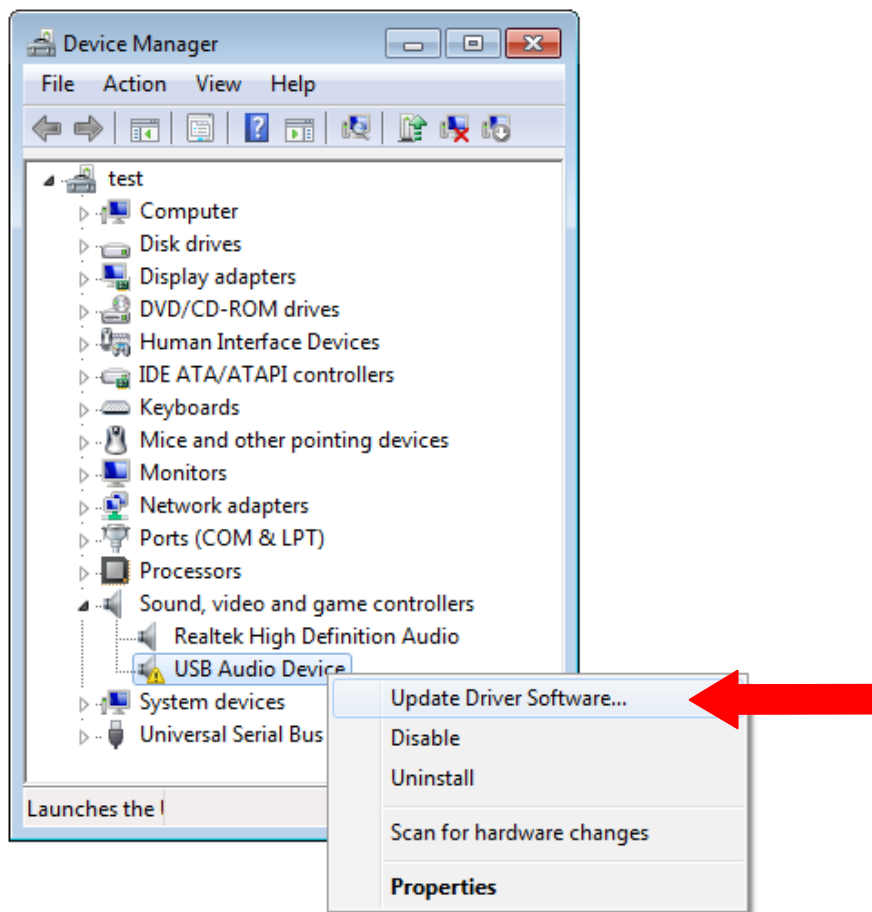 Device Manager
File Action View Help
test
Computer
Disk drives
Display adapters
DVD/CD-ROM drives
Human Interface Devices
IDE ATA/ATAPI controllers
Keyboards
Mice and other pointing devices
Monitors
Network adapters
Ports (COM & LPT)
Processors
Sound, video and game controllers
Realtek High Definition Audio
USB Audio Device
System devices
Universal Serial Bus
Launches the
Update Driver Software...
Disable
Uninstall
Scan for hardware changes
Properties